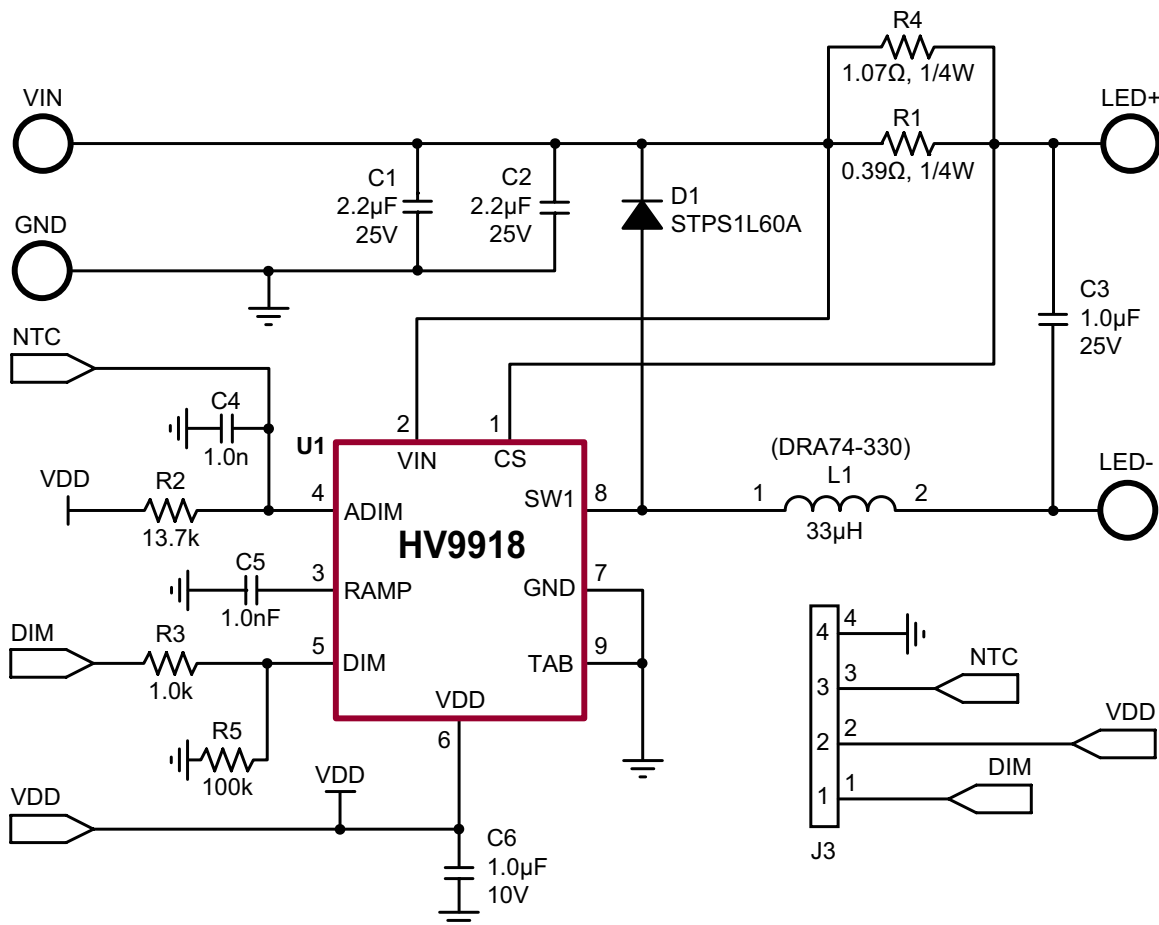 R4
1.07Ω, 1/4W
VIN
LED+
R1
0.39Ω, 1/4W
C1
2.2µF
25V
C2
2.2µF
25V
D1
STPS1L60A
GND
C3
1.0µF
25V
NTC
C4
1.0n
U1
2
1
VIN
CS
(DRA74-330)
L1
1
2
33µH
LED-
VDD
R2
13.7k
4
ADIM
SW1
8
HV9918
C5
1.0nF
3
RAMP
GND
7
DIM
R3
1.0k
5
DIM
TAB
9
VDD
6
R5
100k
VDD
VDD
C6
1.0µF
10V
4
4
3
3
NTC
2
2
VDD
1
1
DIM
J3